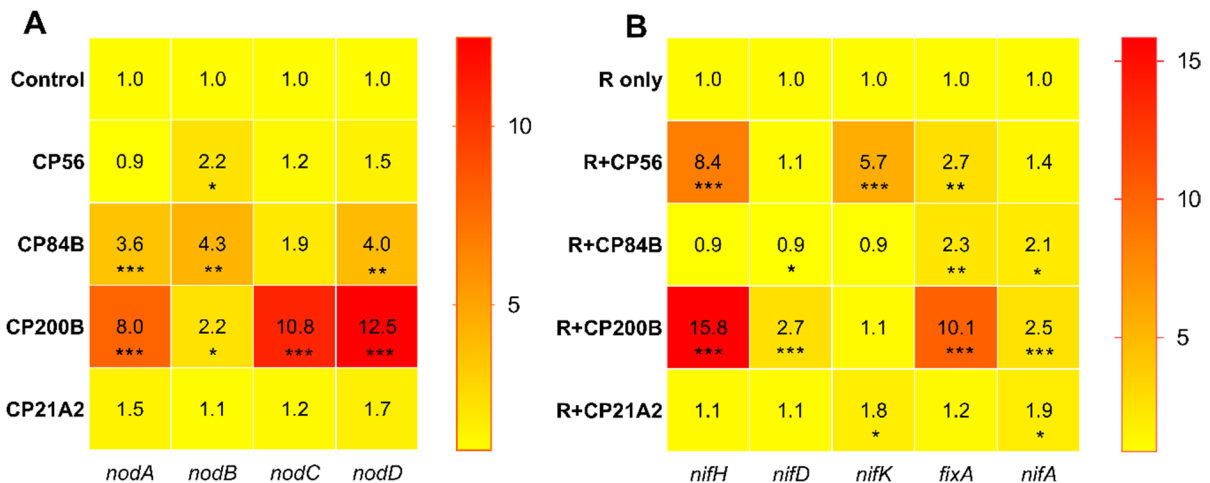 A
B
Control 1.0 1.0 1.0 1.0
R only 1.0 1.0 1.0 1.0 1.0
15
10
CP56 0.9 2.2 1.2 1.5
*
R+CP56 8.4 1.1 5.7 2.7 1.4
*** *** **
10
CP84B 3.6 4.3 1.9 4.0
*** ** **
R+CP84B 0.9 0.9 0.9 2.3 2.1
* ** *
5
CP200B 8.0 2.2 10.8 12.5
*** * *** ***
R+CP200B 15.8 2.7 1.1 10.1 2.5
*** *** *** ***
5
CP21A2 1.5 1.1 1.2 1.7
R+CP21A2 1.1 1.1 1.8 1.2 1.9
* *
nodA nodB nodC nodD
nifH nifD nifK fixA nifA